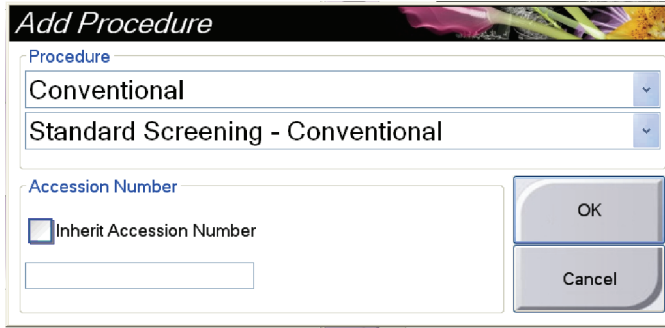 Add Procedure
Procedure
Conventional
Standard Screening - Conventional
Accession Number
Inherit Accession Number
OK
Cancel